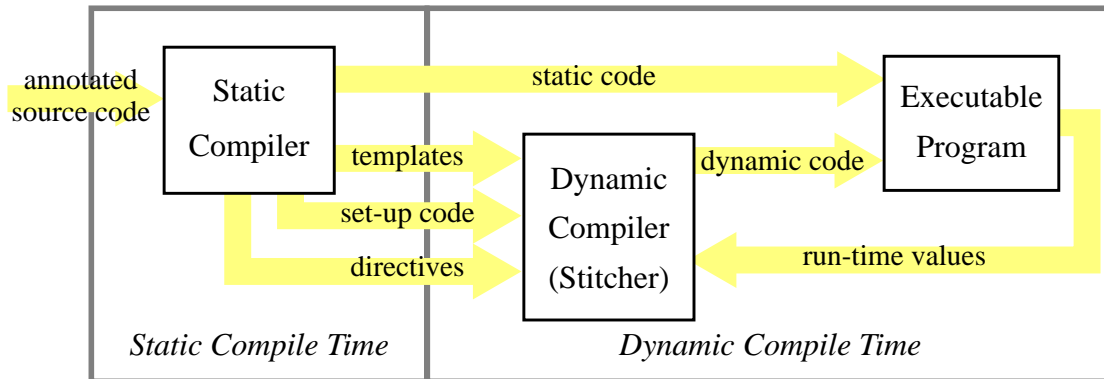 annotated
source code
Static
Compiler
static code
Executable
Program
templates
set-up code
directives
Dynamic
Compiler
(Stitcher)
dynamic code
run-time values
Static Compile Time
Dynamic Compile Time